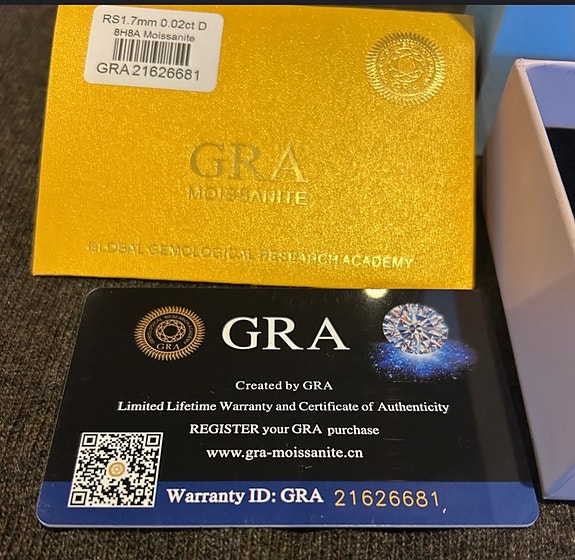 RS1.7mm 0.02ct D
8H8A Moissanite
GRA21626681
GRA
MOISSANITE
GLOBAL GEMOLOGICAL RESEARCH ACADEMY
GRA
GRA
Created by GRA
Limited Lifetime Warranty and Certificate of Authenticity
REGISTER your GRA purchase
www.gra-moissanite.cn
Warranty ID: GRA 21626681